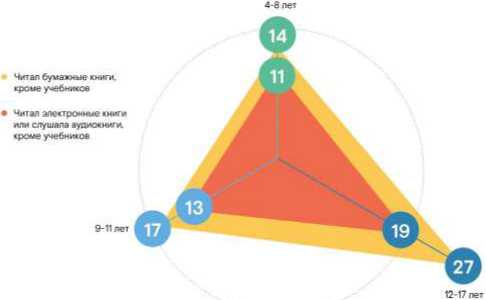 4-8 лет
14
11
Читал бумажные книги,
кроме учебников
Читал электронные книги
или слушала аудиокниги,
кроме учебников
13
9-11 лет
17
19
27
12-17 лет